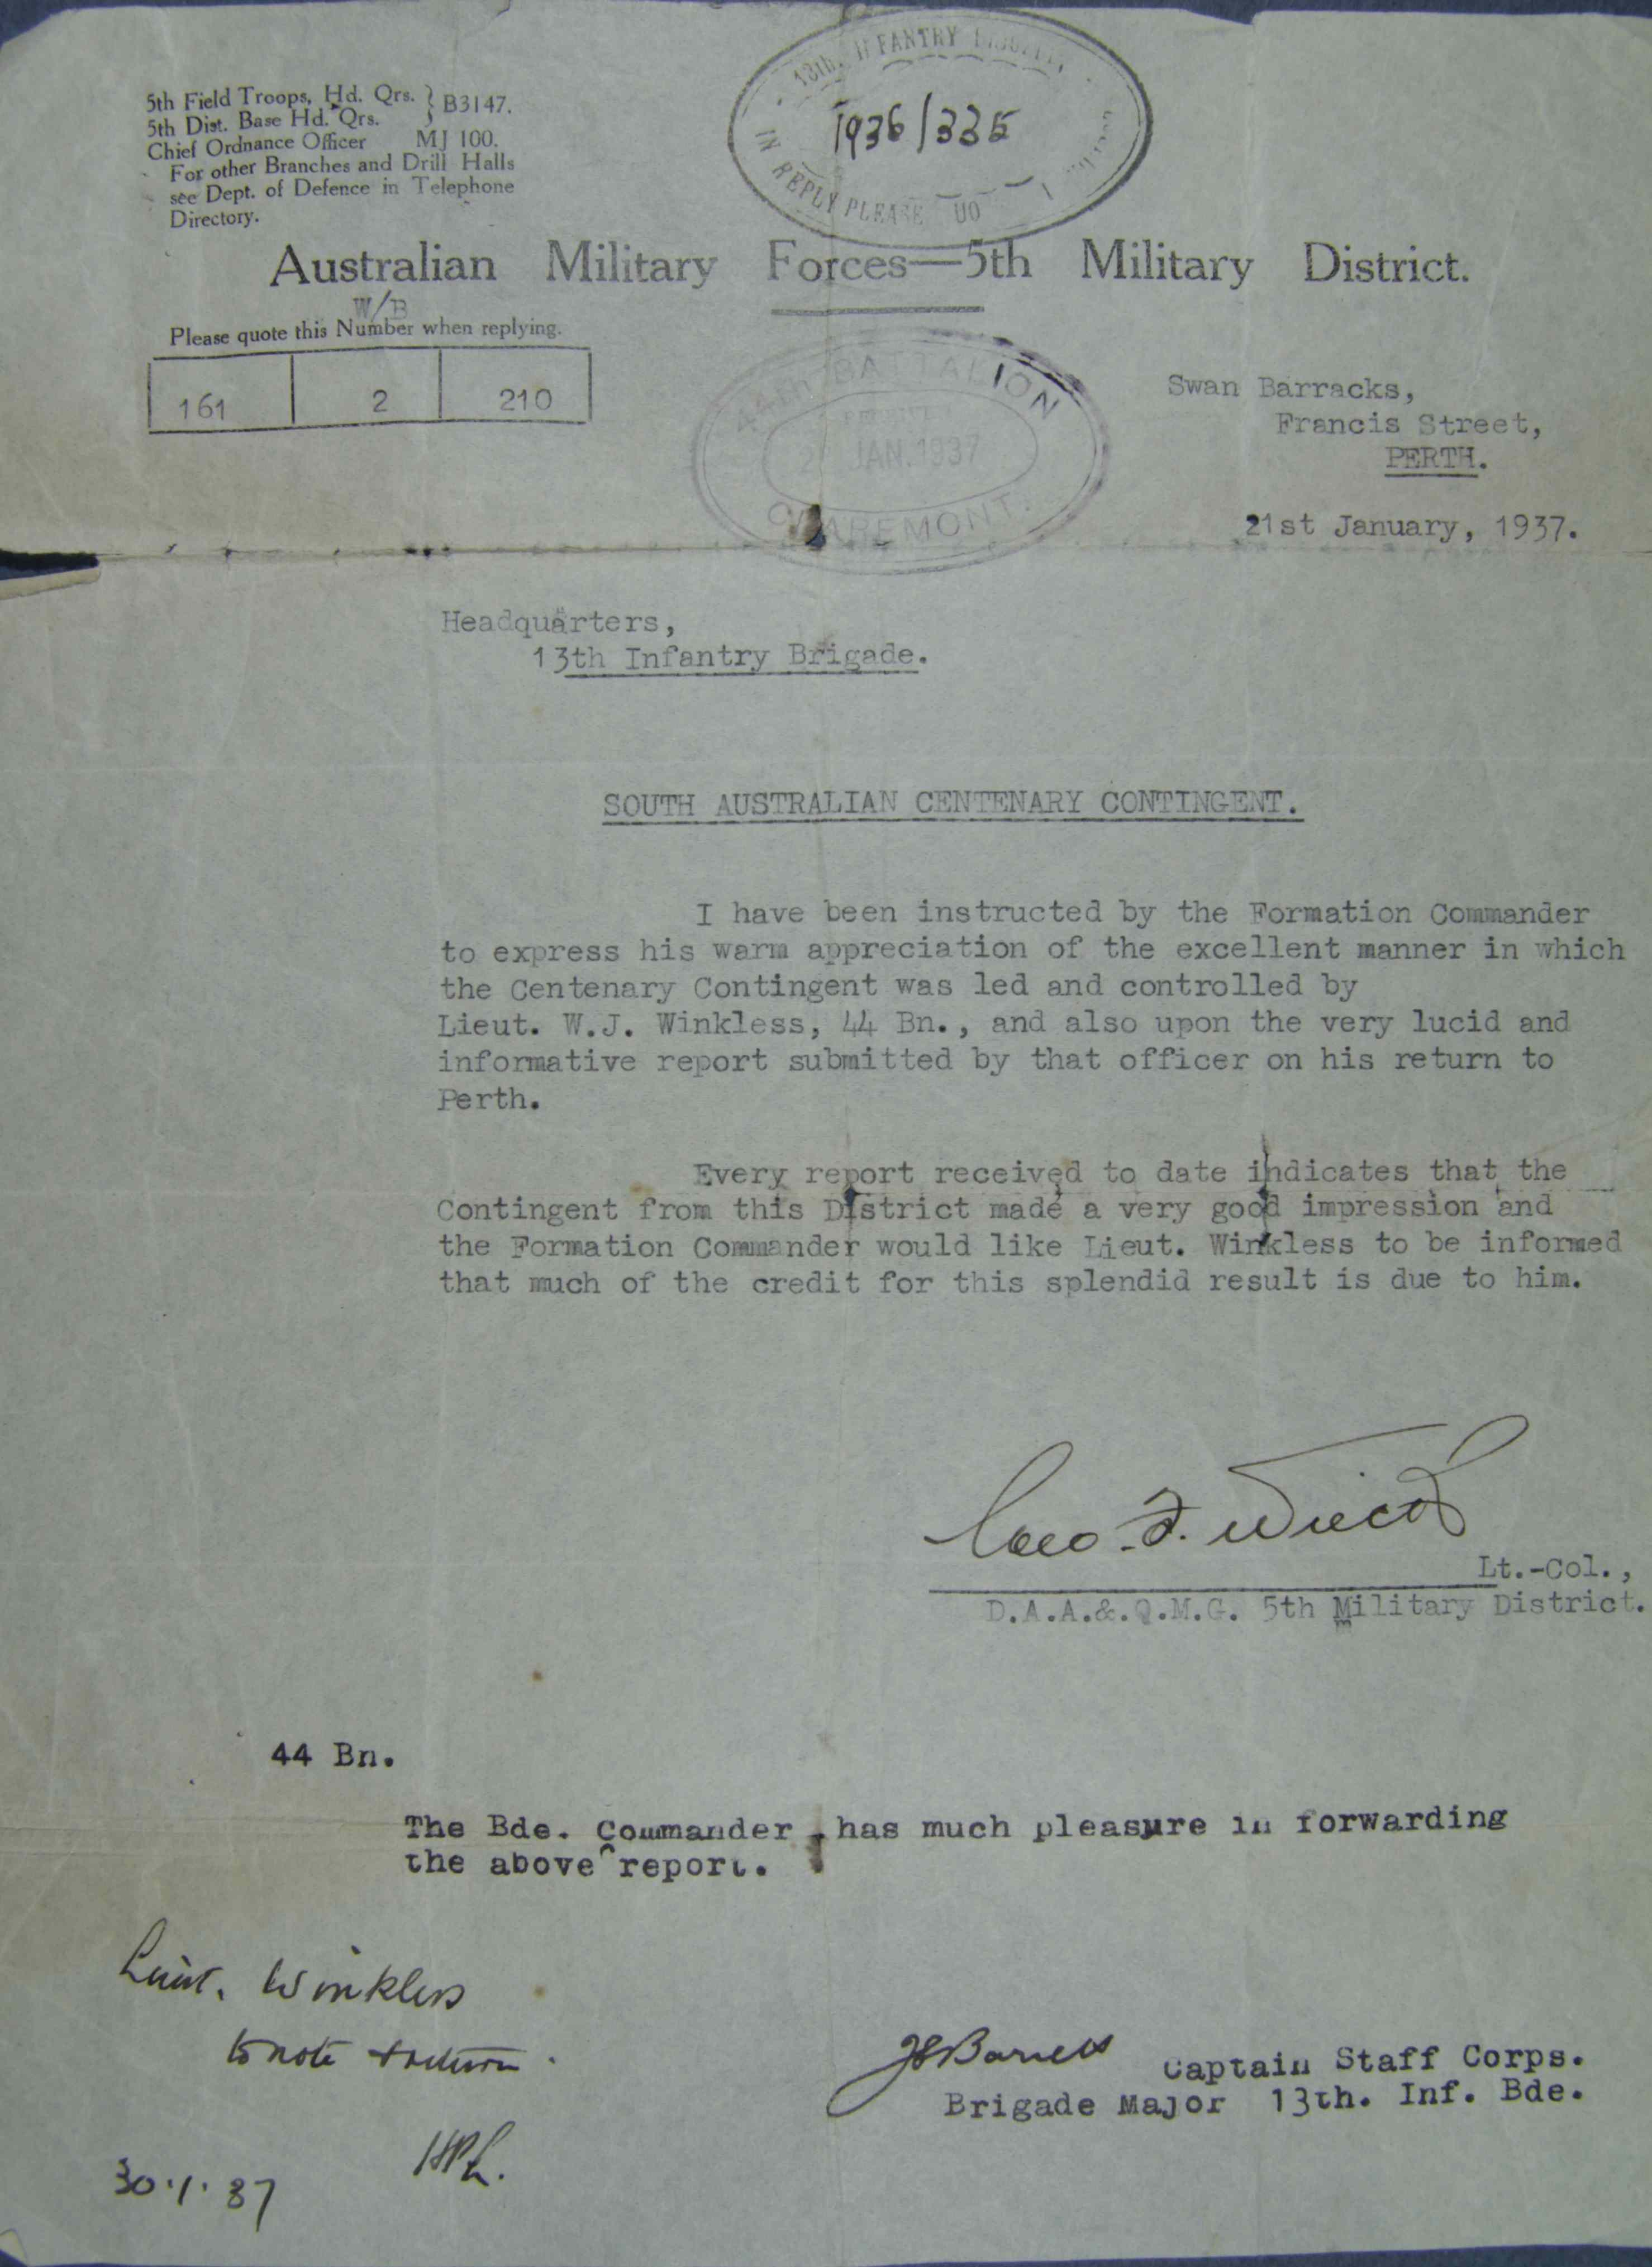 5th Field Troops, Hd. Qrs. } B3147.
5th Dist. Base Hd. Qrs.
Chief Ordnance Officer MJ 100.
For other Branches and Drill Halls
see Dept. of Defence in Telephone
Directory.
13th INFANTRY
1936/335
IN REPLY PLEASE
Australian Military Forces—5th Military District.
W/B
Please quote this Number when replying.
161 2 210
44th BATTALION
JAN. 1937
CLAREMONT.
Swan Barracks,
Francis Street,
PERTH.
21st January, 1937.
Headquarters,
13th Infantry Brigade.
SOUTH AUSTRALIAN CENTENARY CONTINGENT.
I have been instructed by the Formation Commander
to express his warm appreciation of the excellent manner in which
the Centenary Contingent was led and controlled by
Lieut. W.J. Winkless, 44 Bn., and also upon the very lucid and
informative report submitted by that officer on his return to
Perth.
Every report received to date indicates that the
Contingent from this District made a very good impression and
the Formation Commander would like Lieut. Winkless to be informed
that much of the credit for this splendid result is due to him.
Lt.-Col.,
D.A.A.&.Q.M.G. 5th Military District.
44 Bn.
The Bde. Commander has much pleasure in forwarding
the above report.
Lieut. Winkless
to note & return.
Captain Staff Corps.
Brigade Major 13th. Inf. Bde.
30.1.37